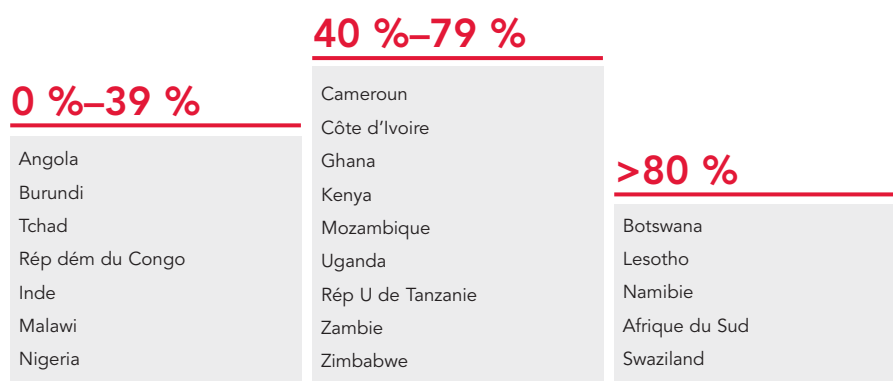 0 %–39 %
Angola
Burundi
Tchad
Rép dém du Congo
Inde
Malawi
Nigeria
40 %–79 %
Cameroun
Côte d’Ivoire
Ghana
Kenya
Mozambique
Uganda
Rép U de Tanzanie
Zambie
Zimbabwe
>80 %
Botswana
Lesotho
Namibie
Afrique du Sud
Swaziland